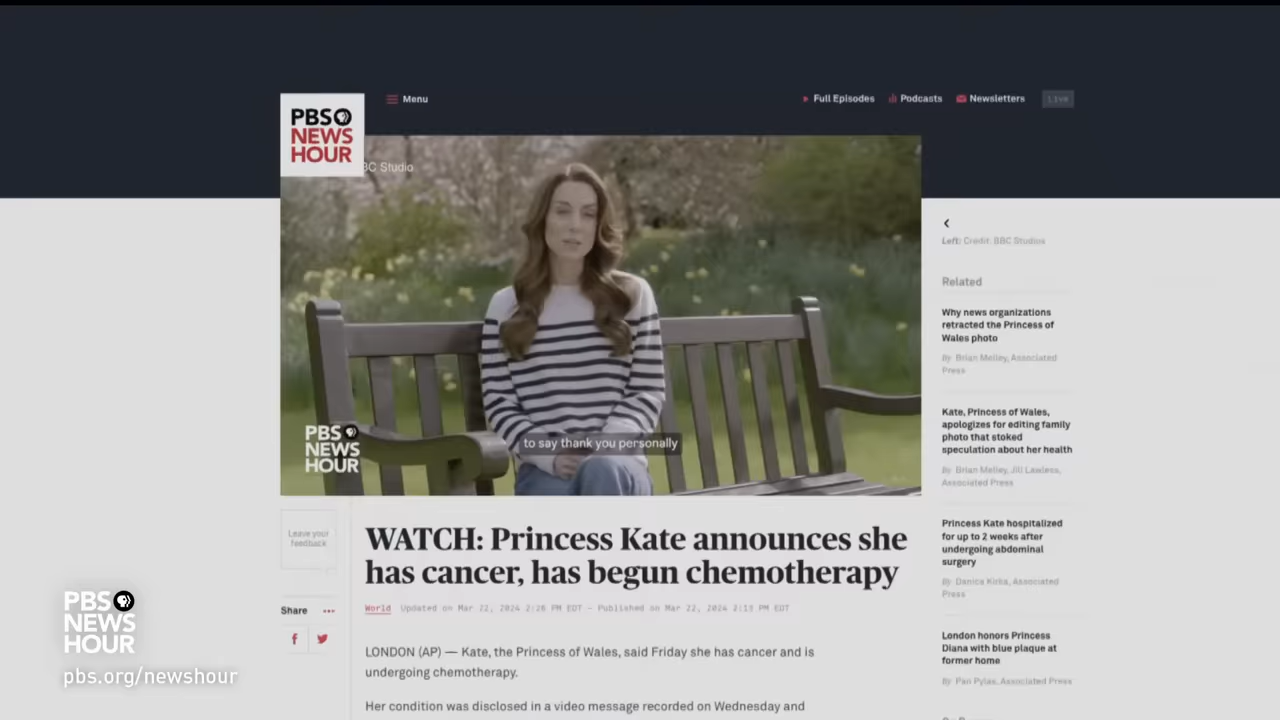 PBS
NEWS
HOUR
Menu
Full Episodes
Podcasts
Newsletters
LIVE
BC Studio
to say thank you personally
PBS
NEWS
HOUR
Left: Credit: BBC Studios
Related
Why news organizations
retracted the Princess of
Wales photo
By Brian Melley, Associated
Press
Kate, Princess of Wales,
apologizes for editing family
photo that stoked
speculation about her health
By Brian Melley, Jill Lawless,
Associated Press
Princess Kate hospitalized
for up to 2 weeks after
undergoing abdominal
surgery
By Danica Kirka, Associated
Press
London honors Princess
Diana with blue plaque at
former home
By Pan Pylas, Associated Press
Leave your
feedback
Share
WATCH: Princess Kate announces she
has cancer, has begun chemotherapy
World Updated on Mar 22, 2024 2:26 PM EDT – Published on Mar 22, 2024 2:13 PM EDT
LONDON (AP) — Kate, the Princess of Wales, said Friday she has cancer and is
undergoing chemotherapy.
Her condition was disclosed in a video message recorded on Wednesday and
PBS
NEWS
HOUR
pbs.org/newshour